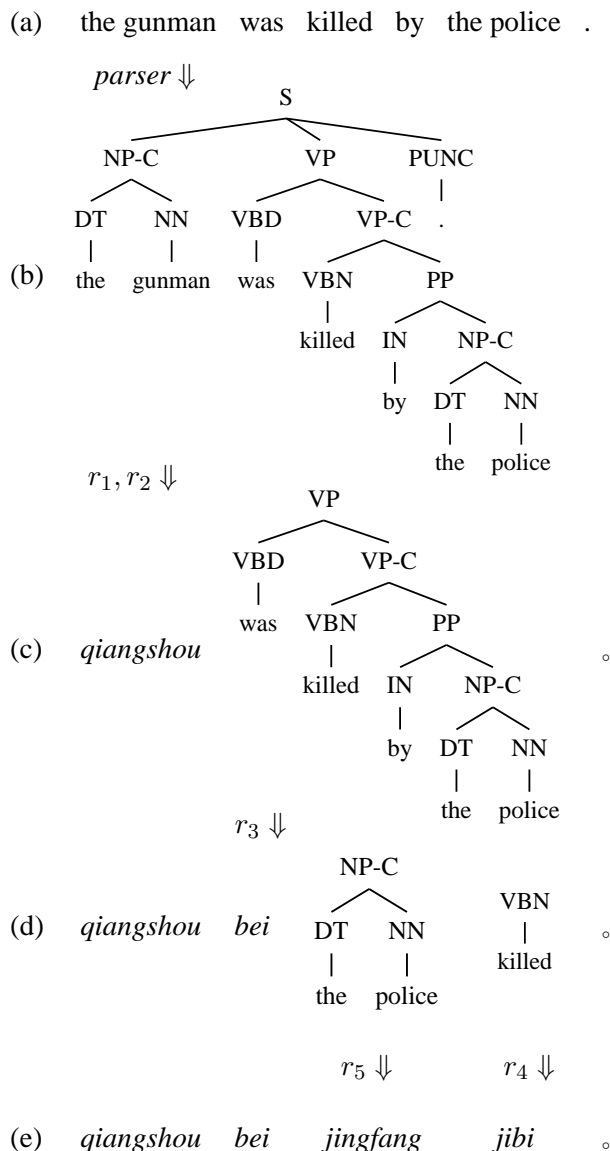 (a) the gunman was killed by the police .
parser ⇓
S
NP-C VP PUNC
DT NN VBD VP-C .
(b) the gunman was VBN PP
killed IN NP-C
by DT NN
the police
r1, r2 ⇓
VP
VBD VP-C
was VBN PP
(c) qiangshou killed IN NP-C 。
by DT NN
the police
r3 ⇓
NP-C
VBN
(d) qiangshou bei DT NN 。
killed
the police
r5 ⇓ r4 ⇓
(e) qiangshou bei jingfang jibi 。